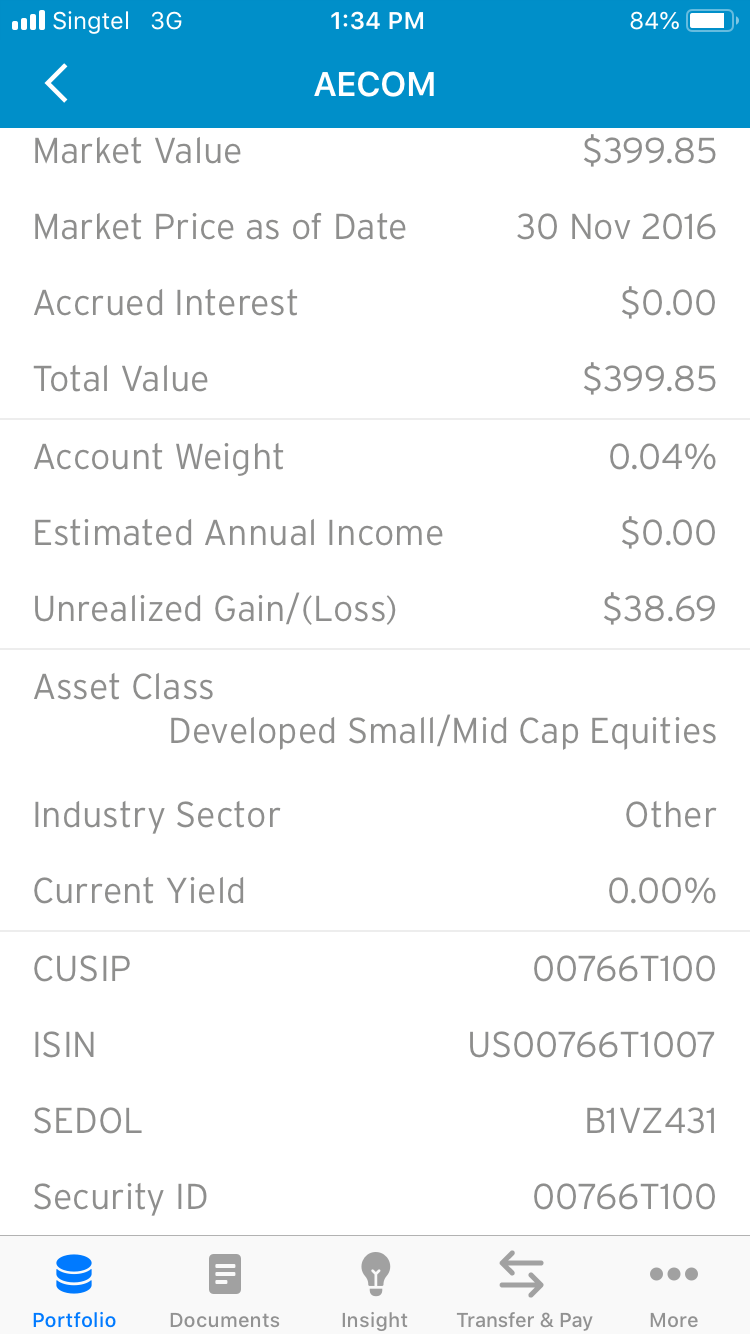 Singtel 3G 1:34 PM 84%
AECOM
Market Value $399.85
Market Price as of Date 30 Nov 2016
Accrued Interest $0.00
Total Value $399.85
Account Weight 0.04%
Estimated Annual Income $0.00
Unrealized Gain/(Loss) $38.69
Asset Class
Developed Small/Mid Cap Equities
Industry Sector Other
Current Yield 0.00%
CUSIP 00766T100
ISIN US00766T1007
SEDOL B1VZ431
Security ID 00766T100
Portfolio Documents Insight Transfer & Pay More